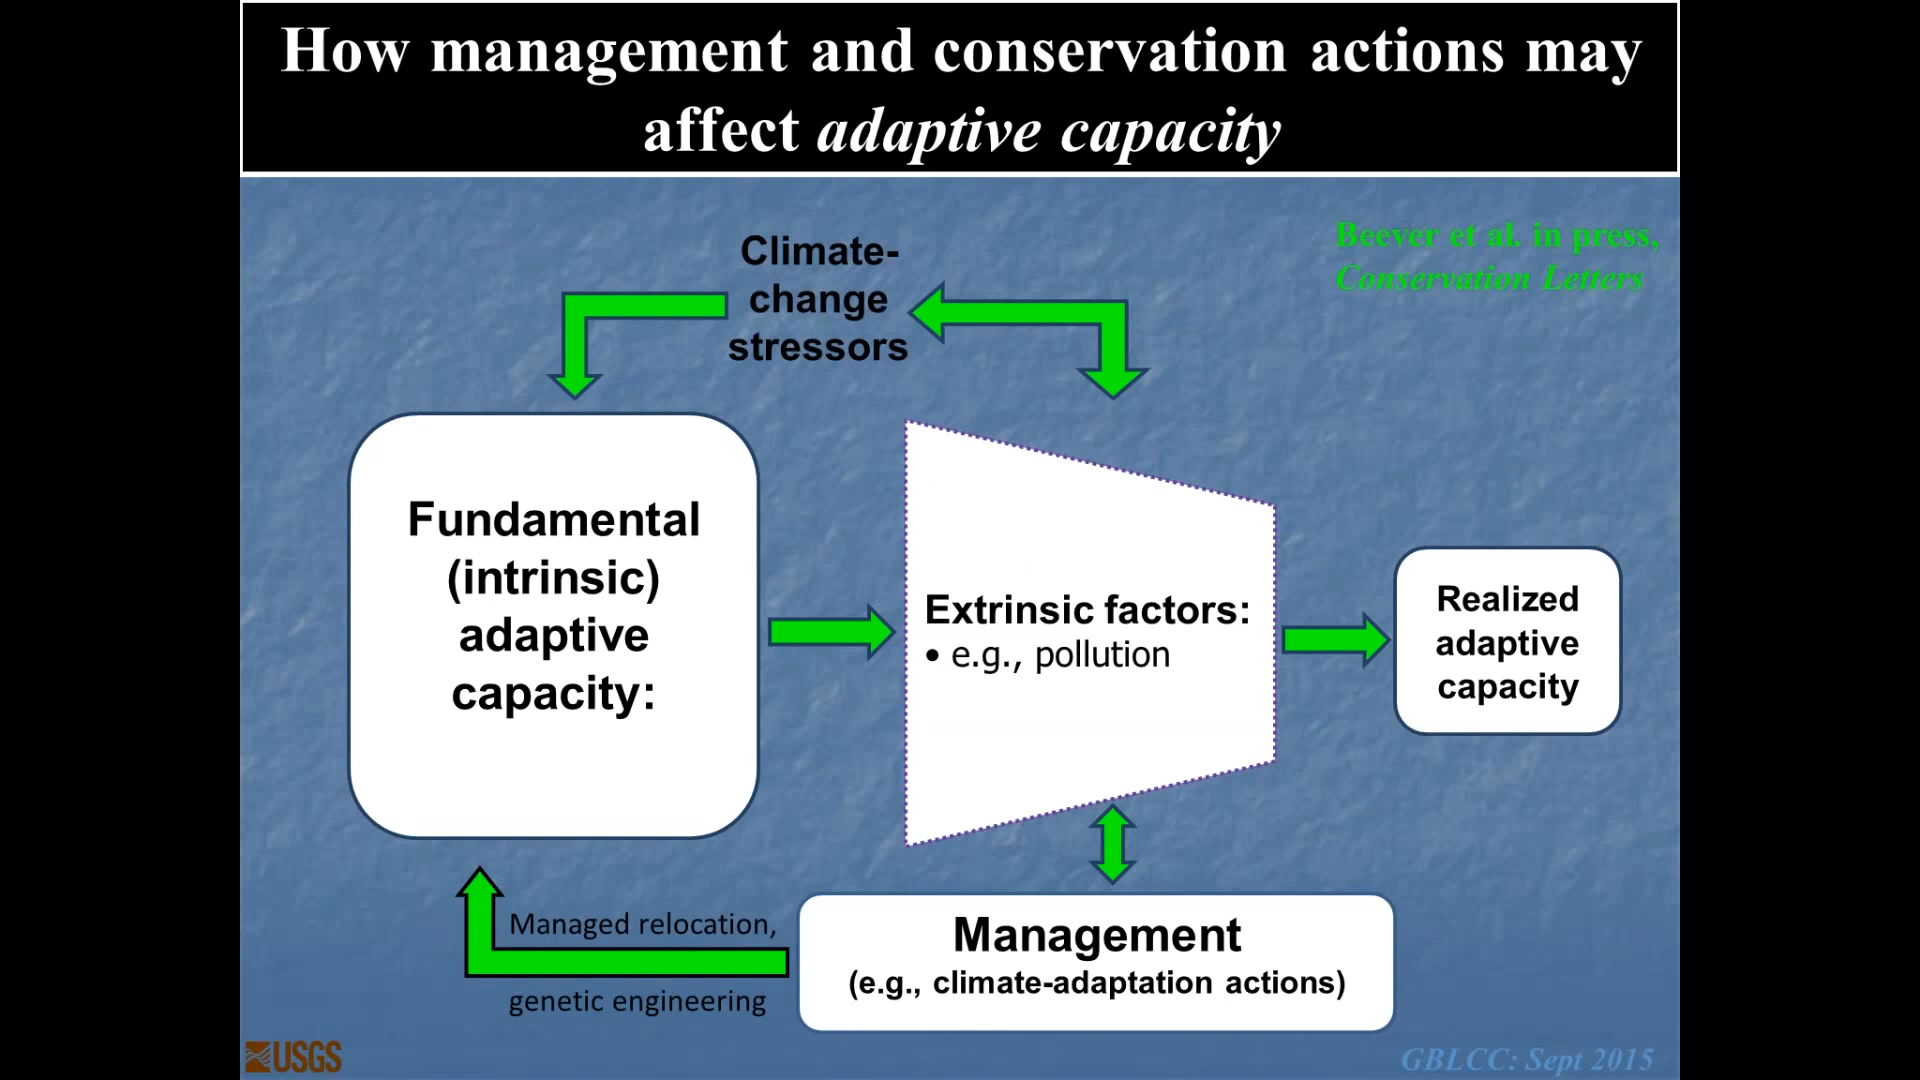 How management and conservation actions may
affect adaptive capacity
Beever et al. in press,
Conservation Letters
Climate-
change
stressors
Fundamental
(intrinsic)
adaptive
capacity:
Extrinsic factors:
• e.g., pollution
Realized
adaptive
capacity
Managed relocation,
genetic engineering
Management
(e.g., climate-adaptation actions)
USGS
GBLCC: Sept 2015